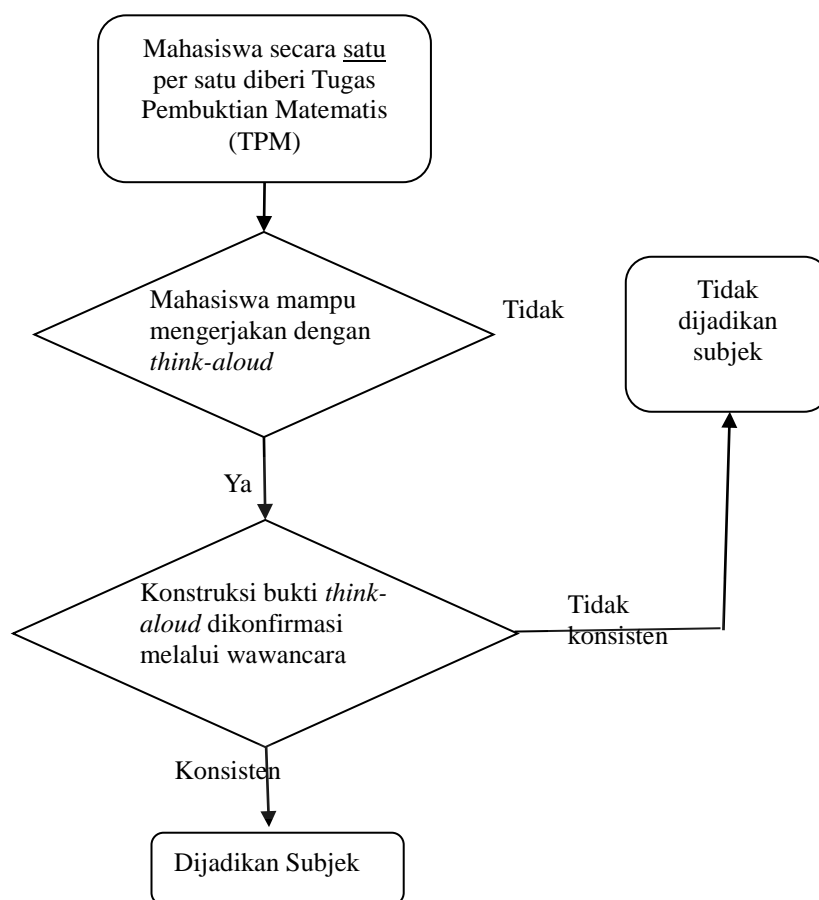 Mahasiswa secara satu
per satu diberi Tugas
Pembuktian Matematis
(TPM)
Mahasiswa mampu
mengerjakan dengan
think-aloud
Tidak
Tidak
dijadikan
subjek
Ya
Konstruksi bukti think-
aloud dikonfirmasi
melalui wawancara
Tidak
konsisten
Konsisten
Dijadikan Subjek